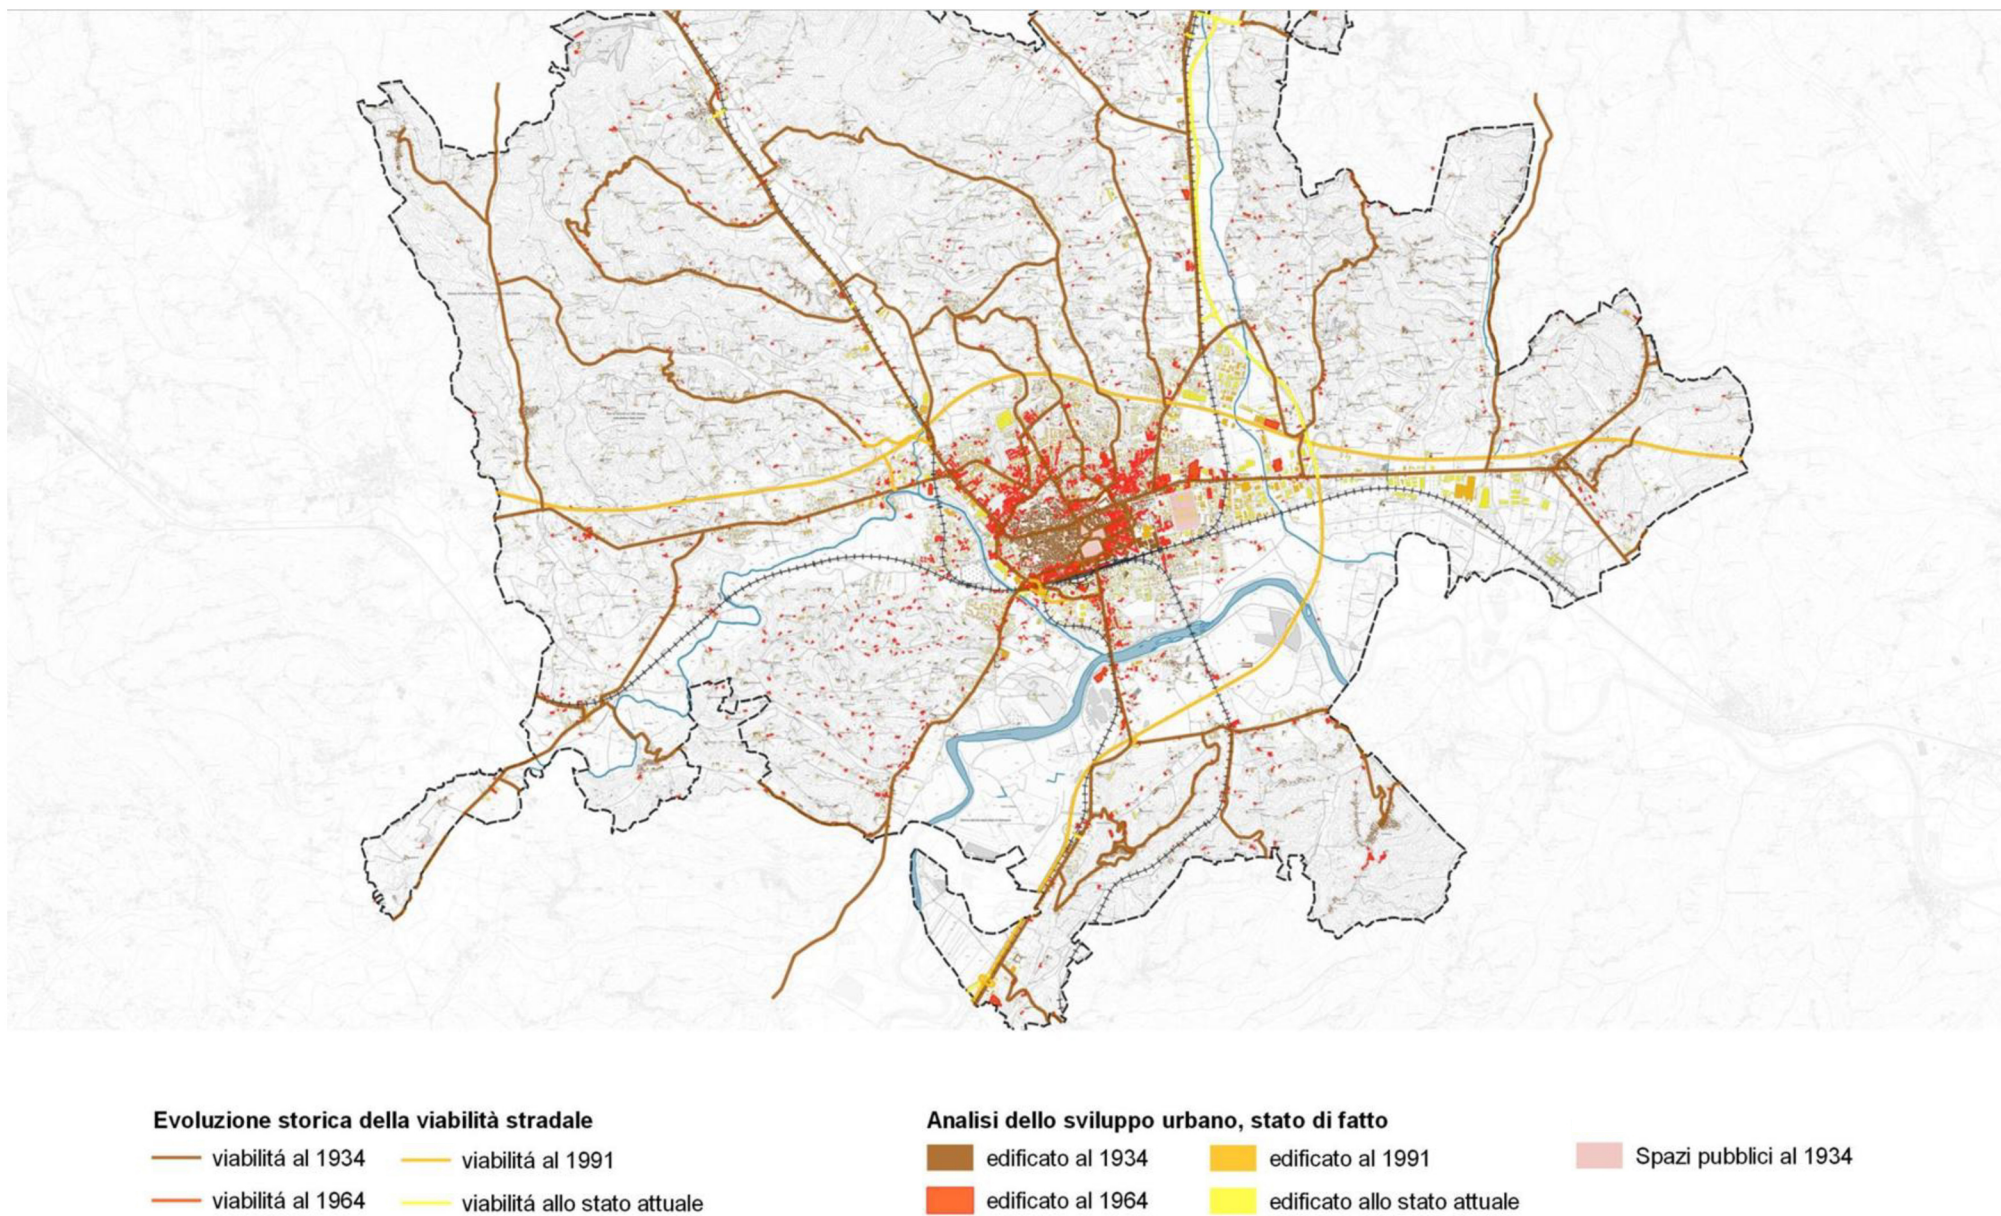 Evoluzione storica della viabilità stradale
viabilitá al 1934
viabilitá al 1991
viabilitá al 1964
viabilitá allo stato attuale
Analisi dello sviluppo urbano, stato di fatto
edificato al 1934
edificato al 1991
Spazi pubblici al 1934
edificato al 1964
edificato allo stato attuale